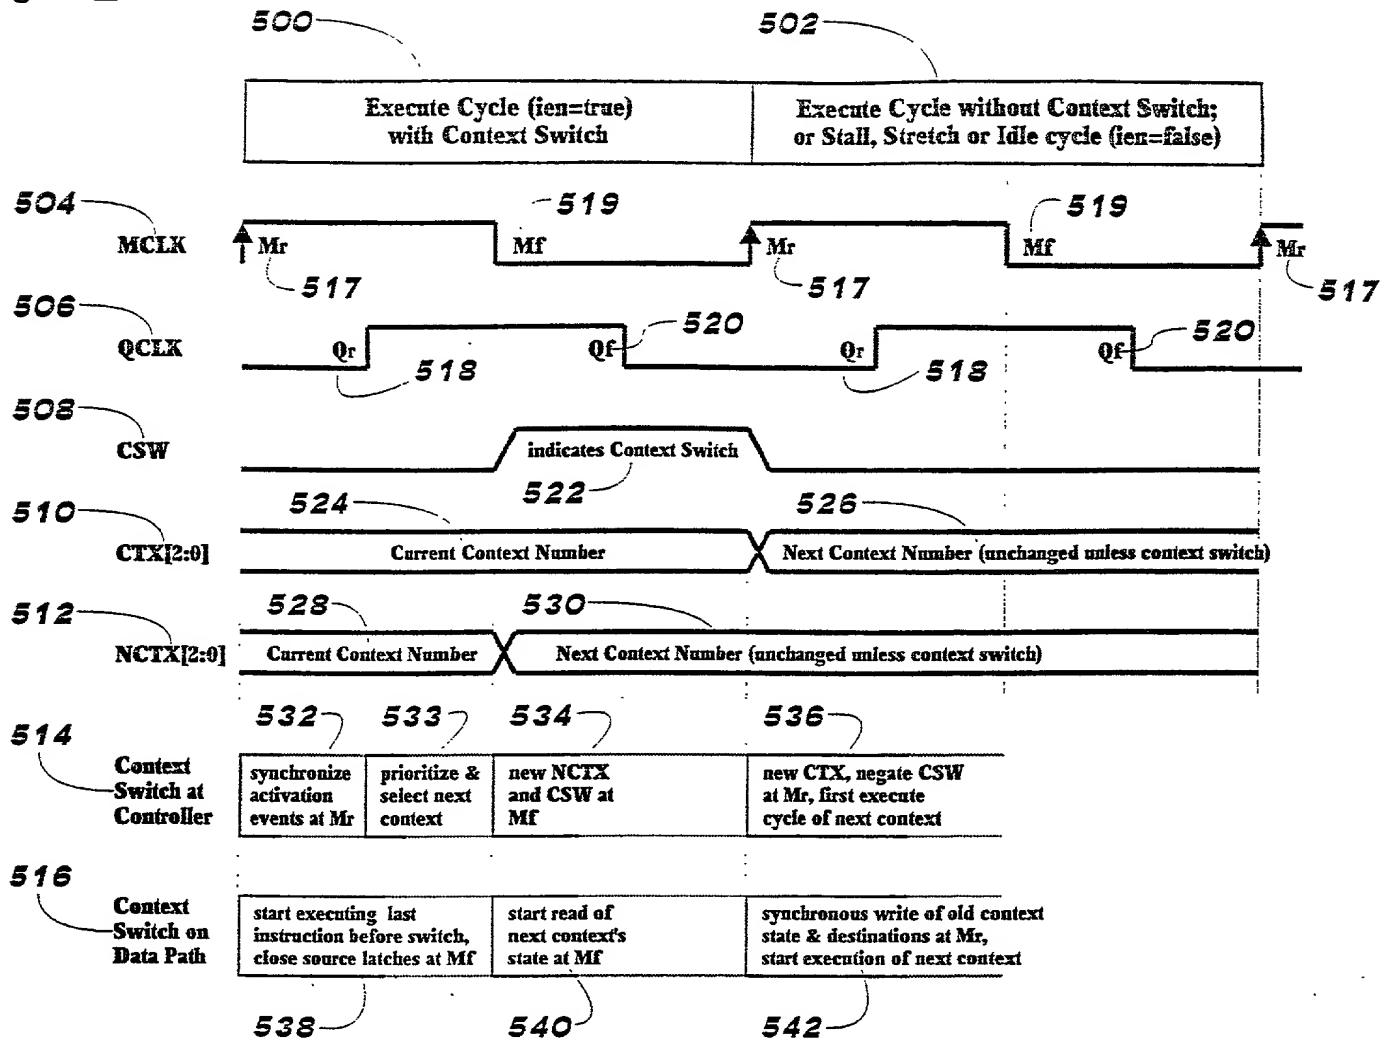 500
502
Execute Cycle (ien=true)
with Context Switch
Execute Cycle without Context Switch;
or Stall, Stretch or Idle cycle (ien=false)
504
MCLK
Mr
517
Mf
519
Mr
517
Mf
519
Mr
517
506
QCLK
Qr
518
Qf
520
Qr
518
Qf
520
508
CSW
indicates Context Switch
522
510
CTX[2:0]
524
Current Context Number
526
Next Context Number (unchanged unless context switch)
512
NCTX[2:0]
528
Current Context Number
530
Next Context Number (unchanged unless context switch)
514
Context
Switch at
Controller
532
synchronize
activation
events at Mr
533
prioritize &
select next
context
534
new NCTX
and CSW at
Mf
536
new CTX, negate CSW
at Mr, first execute
cycle of next context
516
Context
Switch on
Data Path
start executing last
instruction before switch,
close source latches at Mf
538
start read of
next context's
state at Mf
540
synchronous write of old context
state & destinations at Mr,
start execution of next context
542